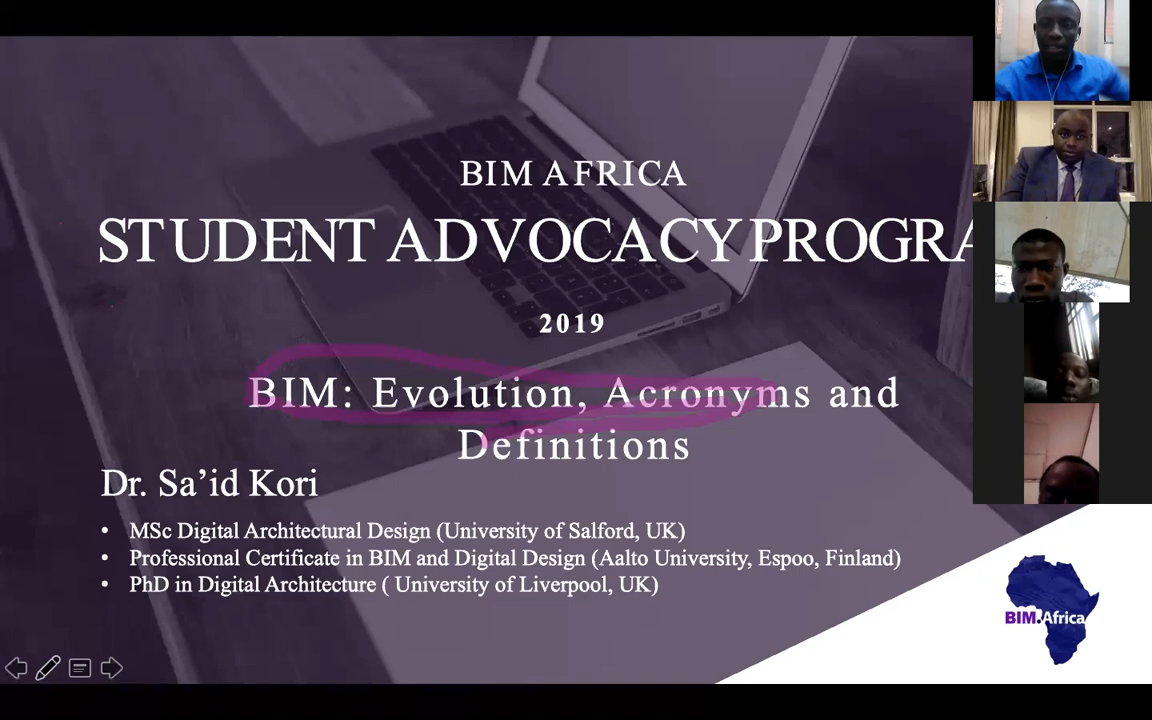 BIM AFRICA
STUDENT ADVOCACY PROGRA
2019
BIM: Evolution, Acronyms and
Definitions
Dr. Sa’id Kori
• MSc Digital Architectural Design (University of Salford, UK)
• Professional Certificate in BIM and Digital Design (Aalto University, Espoo, Finland)
• PhD in Digital Architecture ( University of Liverpool, UK)
BIM.Africa